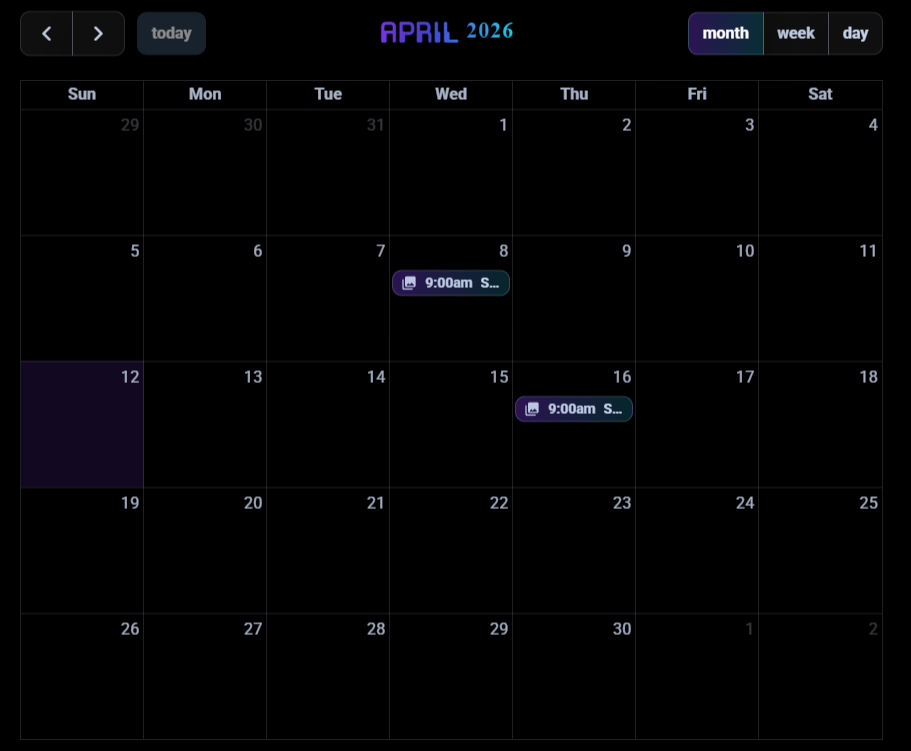 today APRIL 2026 month week day
Sun Mon Tue Wed Thu Fri Sat
29 30 31 1 2 3 4
5 6 7 8 9 10 11
9:00am S...
12 13 14 15 16 17 18
9:00am S...
19 20 21 22 23 24 25
26 27 28 29 30 1 2